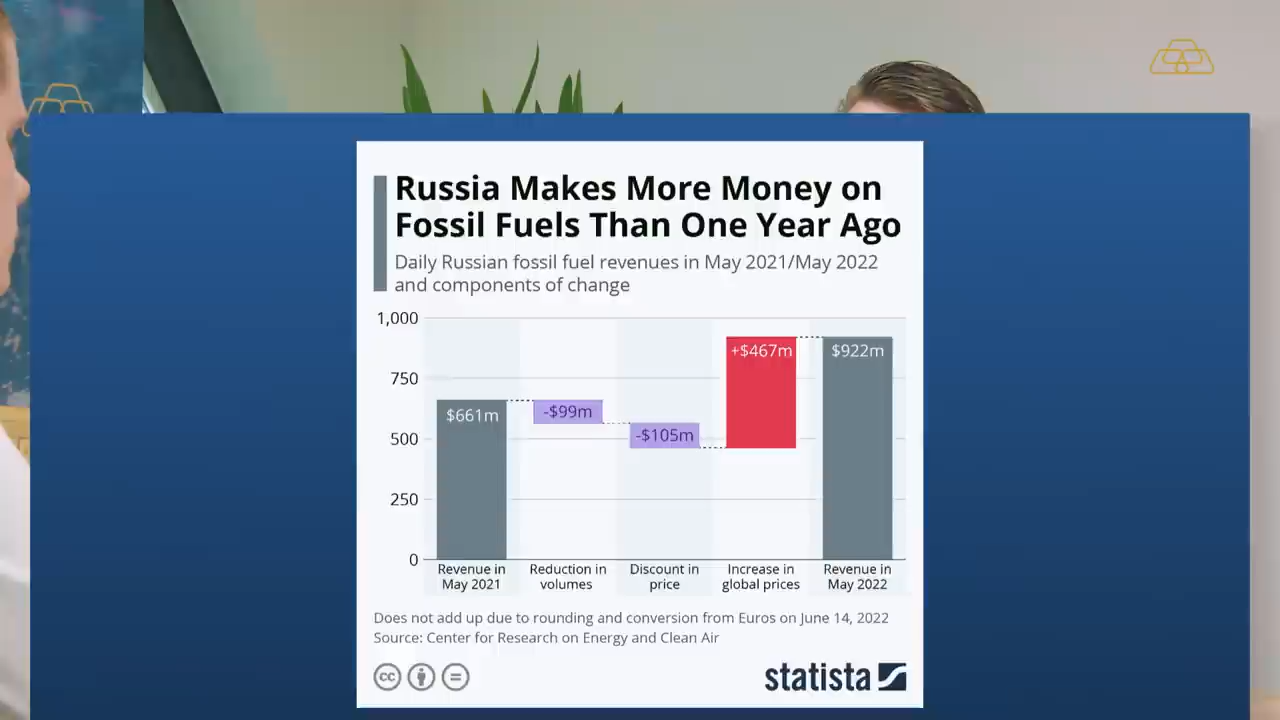 Russia Makes More Money on
Fossil Fuels Than One Year Ago
Daily Russian fossil fuel revenues in May 2021/May 2022
and components of change
1,000
750
500
250
0
$661m
-$99m
-$105m
+$467m
$922m
Revenue in
May 2021
Reduction in
volumes
Discount in
price
Increase in
global prices
Revenue in
May 2022
Does not add up due to rounding and conversion from Euros on June 14, 2022
Source: Center for Research on Energy and Clean Air
cc
statista